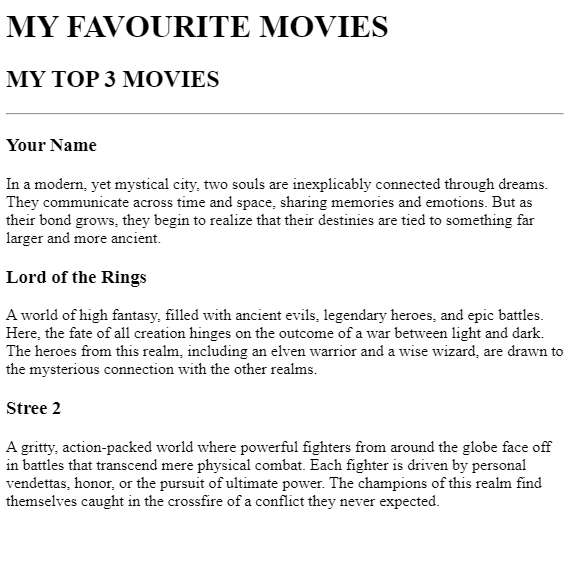 MY FAVOURITE MOVIES
MY TOP 3 MOVIES
Your Name
In a modern, yet mystical city, two souls are inexplicably connected through dreams.
They communicate across time and space, sharing memories and emotions. But as
their bond grows, they begin to realize that their destinies are tied to something far
larger and more ancient.
Lord of the Rings
A world of high fantasy, filled with ancient evils, legendary heroes, and epic battles.
Here, the fate of all creation hinges on the outcome of a war between light and dark.
The heroes from this realm, including an elven warrior and a wise wizard, are drawn to
the mysterious connection with the other realms.
Stree 2
A gritty, action-packed world where powerful fighters from around the globe face off
in battles that transcend mere physical combat. Each fighter is driven by personal
vendettas, honor, or the pursuit of ultimate power. The champions of this realm find
themselves caught in the crossfire of a conflict they never expected.